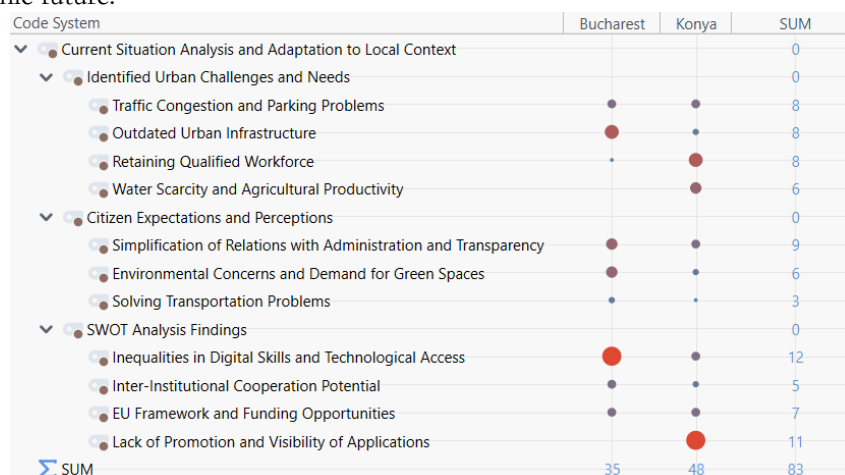 nic future.
Code System Bucharest Konya SUM
Current Situation Analysis and Adaptation to Local Context 0
Identified Urban Challenges and Needs 0
Traffic Congestion and Parking Problems 8
Outdated Urban Infrastructure 8
Retaining Qualified Workforce 8
Water Scarcity and Agricultural Productivity 6
Citizen Expectations and Perceptions 0
Simplification of Relations with Administration and Transparency 9
Environmental Concerns and Demand for Green Spaces 6
Solving Transportation Problems 3
SWOT Analysis Findings 0
Inequalities in Digital Skills and Technological Access 12
Inter-Institutional Cooperation Potential 5
EU Framework and Funding Opportunities 7
Lack of Promotion and Visibility of Applications 11
Σ SUM 35 48 83